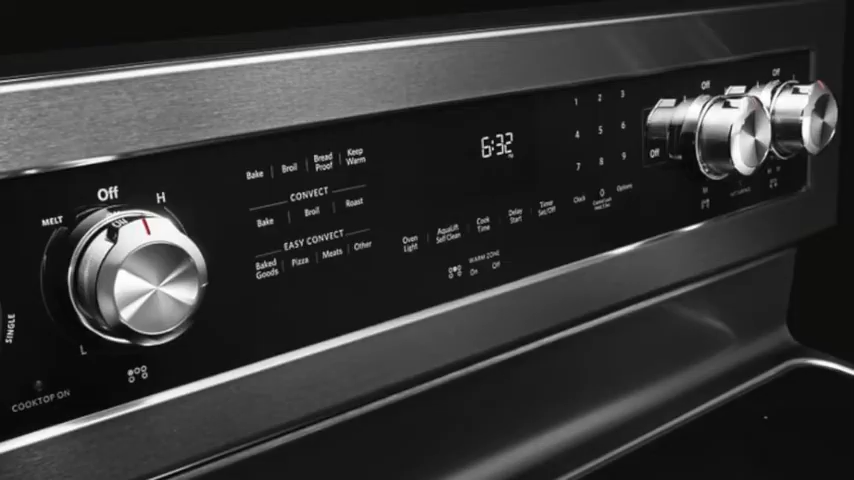 Off
MELT
H
L
SINGLE
COOKTOP ON
Bake
Broil
Bread
Proof
Keep
Warm
CONVECT
Bake
Broil
Roast
EASY CONVECT
Baked
Goods
Pizza
Meats
Other
6:32
Oven
Light
AquaLift
Self Clean
Cook
Time
Delay
Start
Timer
Set/Off
WARM ZONE
On
Off
1
2
3
4
5
6
7
8
9
Clock
0
Options
Off
Off
Off